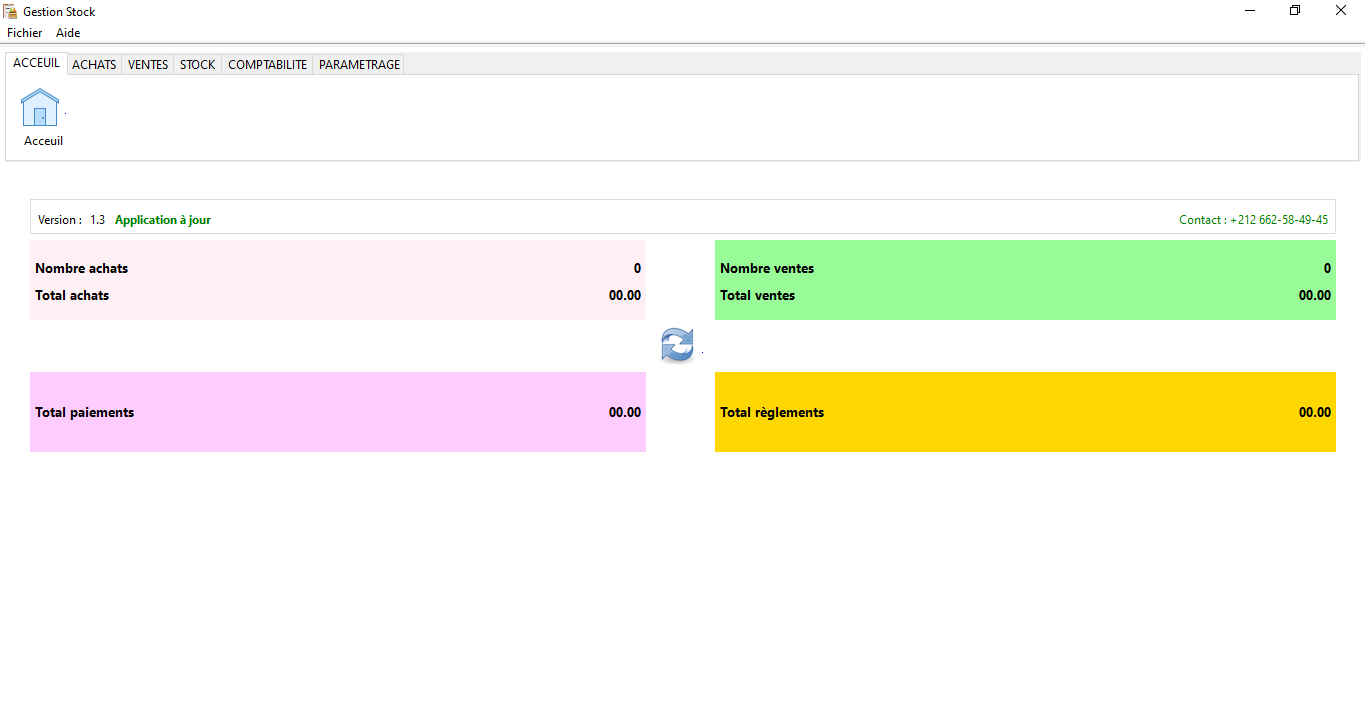 Gestion Stock
Fichier Aide
ACCEUIL ACHATS VENTES STOCK COMPTABILITE PARAMETRAGE
Acceuil
Version : 1.3 Application à jour Contact : +212 662-58-49-45
Nombre achats 0 Nombre ventes 0
Total achats 00.00 Total ventes 00.00
Total paiements 00.00 Total règlements 00.00